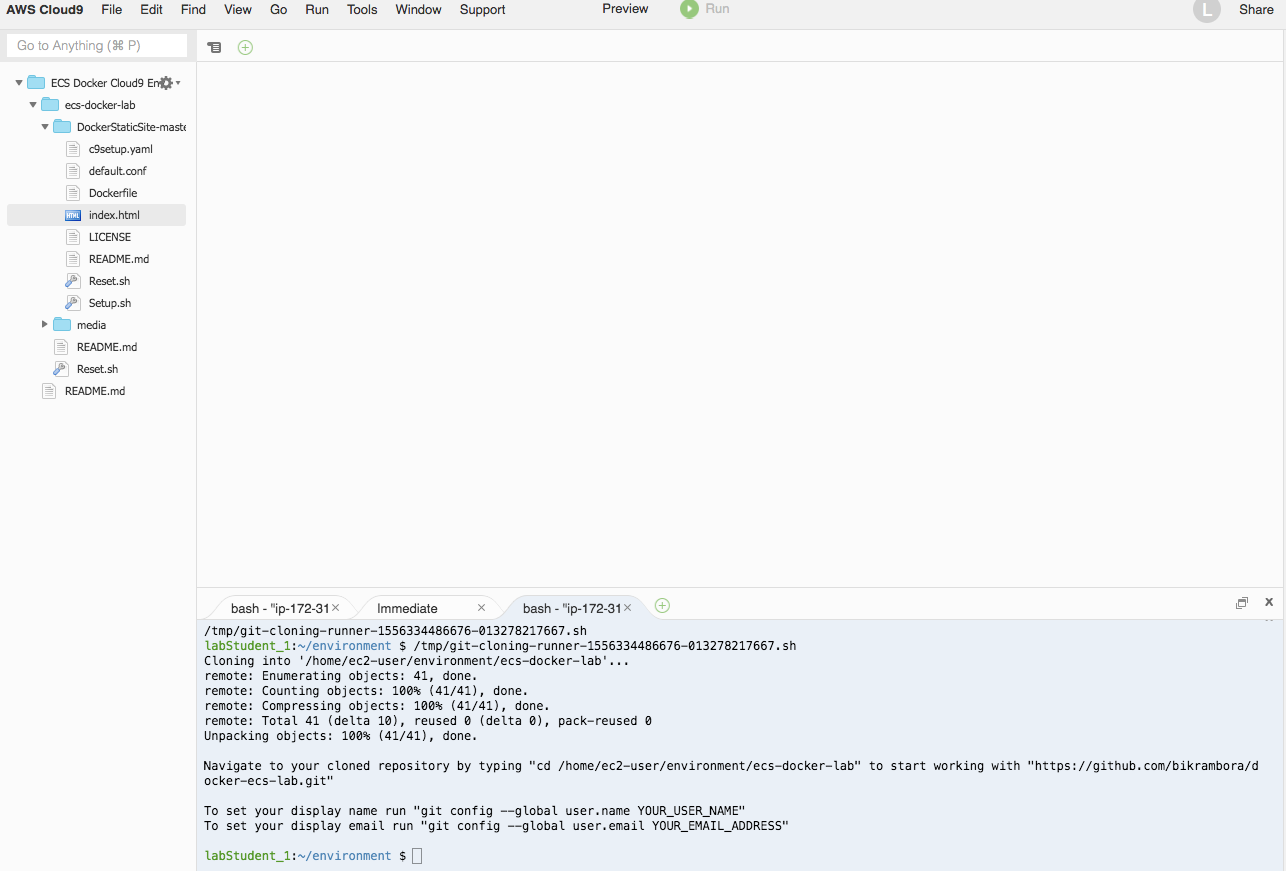 AWS Cloud9 File Edit Find View Go Run Tools Window Support Preview Run L Share
Go to Anything (⌘ P)
ECS Docker Cloud9 En
ecs-docker-lab
DockerStaticSite-maste
c9setup.yaml
default.conf
Dockerfile
HTML index.html
LICENSE
README.md
Reset.sh
Setup.sh
media
README.md
Reset.sh
README.md
bash - "ip-172-31 × Immediate × bash - "ip-172-31 ×
/tmp/git-cloning-runner-1556334486676-013278217667.sh
labStudent_1:~/environment $ /tmp/git-cloning-runner-1556334486676-013278217667.sh
Cloning into '/home/ec2-user/environment/ecs-docker-lab'...
remote: Enumerating objects: 41, done.
remote: Counting objects: 100% (41/41), done.
remote: Compressing objects: 100% (41/41), done.
remote: Total 41 (delta 10), reused 0 (delta 0), pack-reused 0
Unpacking objects: 100% (41/41), done.
Navigate to your cloned repository by typing "cd /home/ec2-user/environment/ecs-docker-lab" to start working with "https://github.com/bikrambora/d
ocker-ecs-lab.git"
To set your display name run "git config --global user.name YOUR_USER_NAME"
To set your display email run "git config --global user.email YOUR_EMAIL_ADDRESS"
labStudent_1:~/environment $